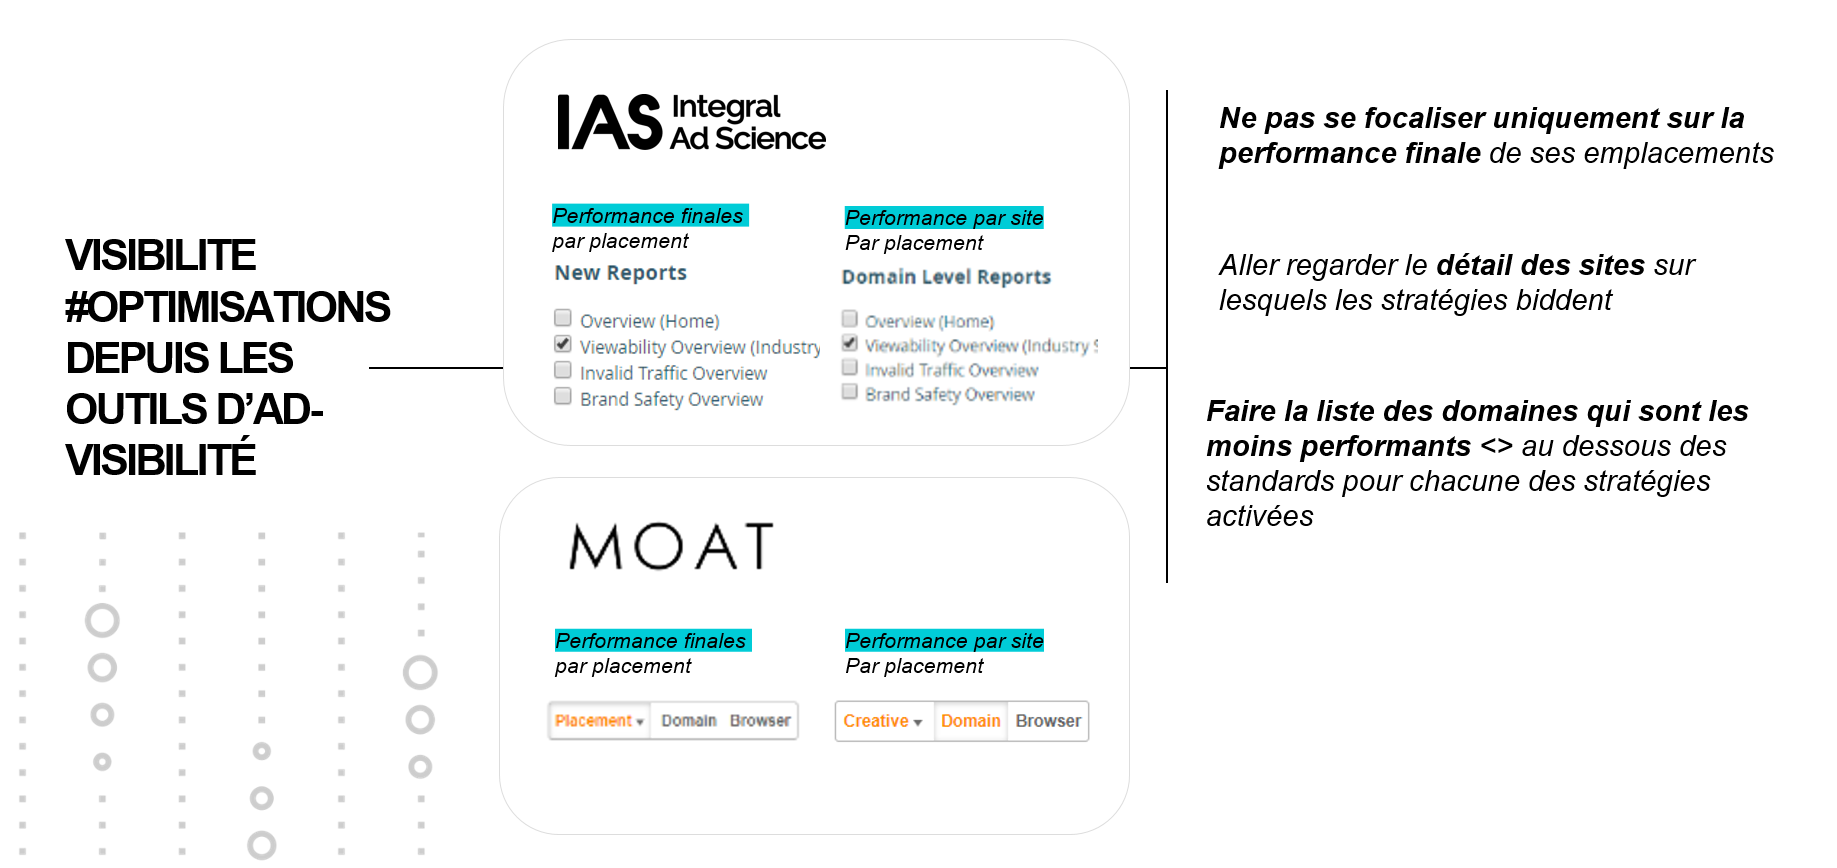 VISIBILITE
#OPTIMISATIONS
DEPUIS LES
OUTILS D’AD-
VISIBILITÉ
IAS Integral
Ad Science
Performance finales
par placement
New Reports
Overview (Home)
Viewability Overview (Industry
Invalid Traffic Overview
Brand Safety Overview
Performance par site
Par placement
Domain Level Reports
Overview (Home)
Viewability Overview (Industry S
Invalid Traffic Overview
Brand Safety Overview
MOAT
Performance finales
par placement
Placement Domain Browser
Performance par site
Par placement
Creative Domain Browser
Ne pas se focaliser uniquement sur la
performance finale de ses emplacements
Aller regarder le détail des sites sur
lesquels les stratégies biddent
Faire la liste des domaines qui sont les
moins performants <> au dessous des
standards pour chacune des stratégies
activées